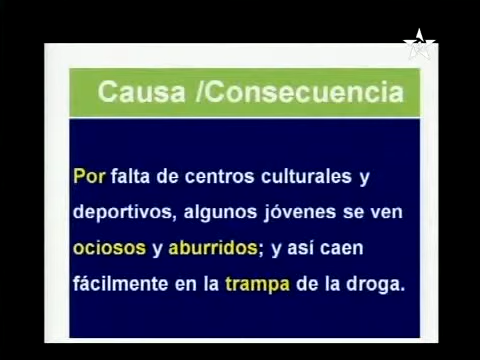 Causa /Consecuencia
Por falta de centros culturales y
deportivos, algunos jóvenes se ven
ociosos y aburridos; y así caen
fácilmente en la trampa de la droga.